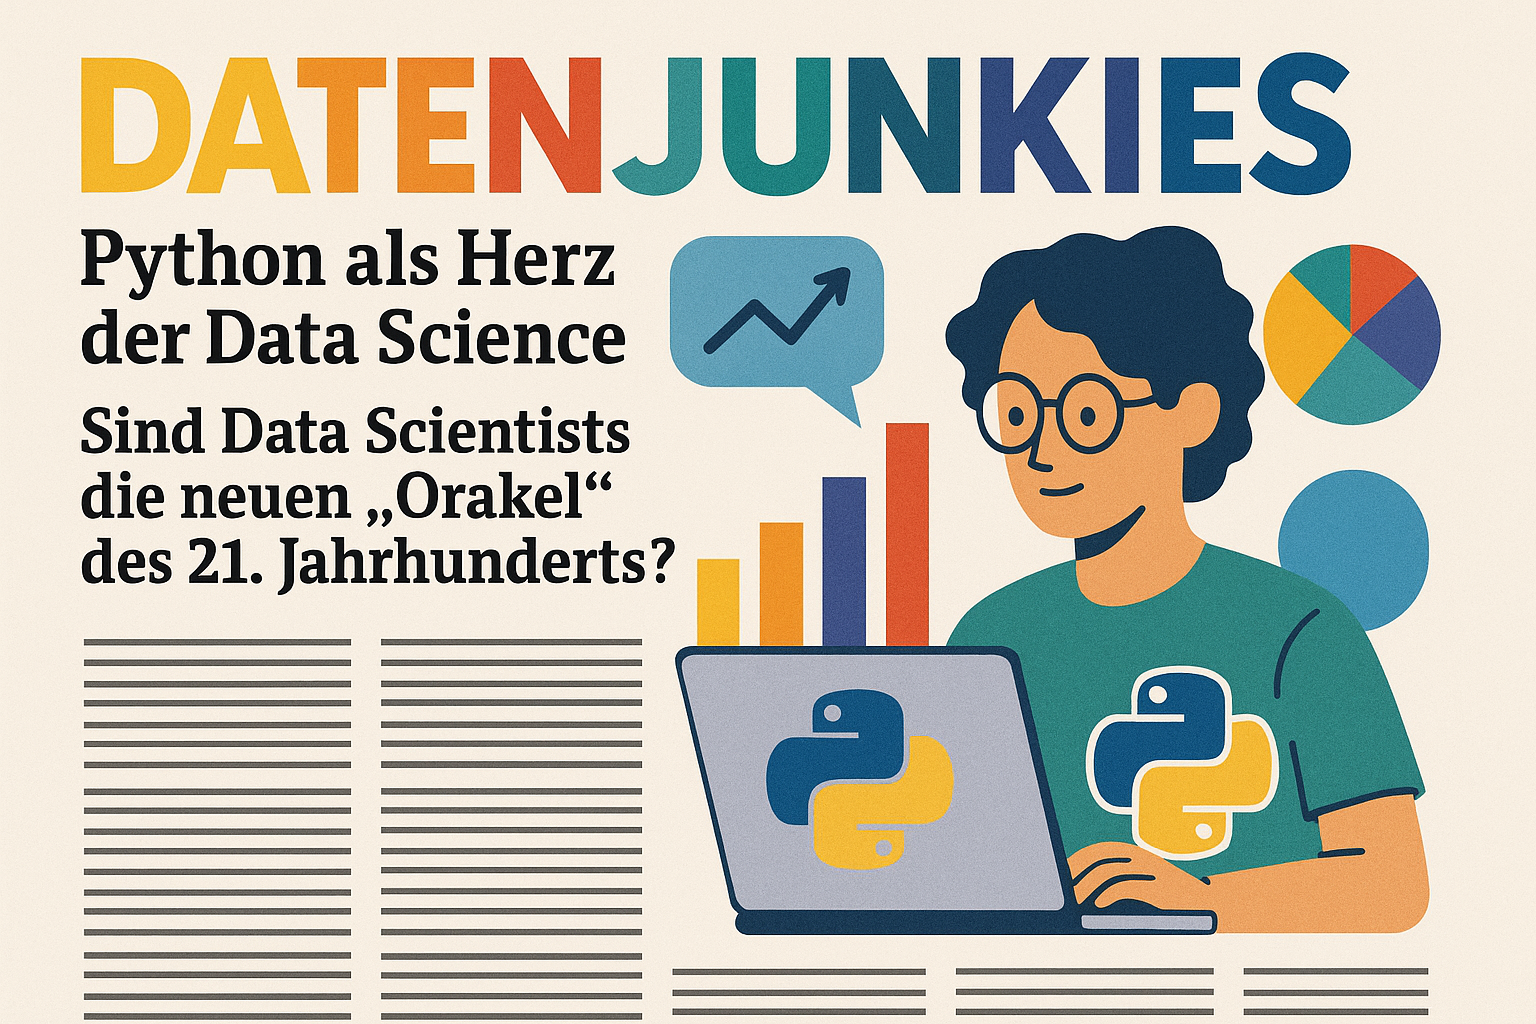 DATENJUNKIES
Python als Herz
der Data Science
Sind Data Scientists
die neuen „Orakel“
des 21. Jahrhunderts?